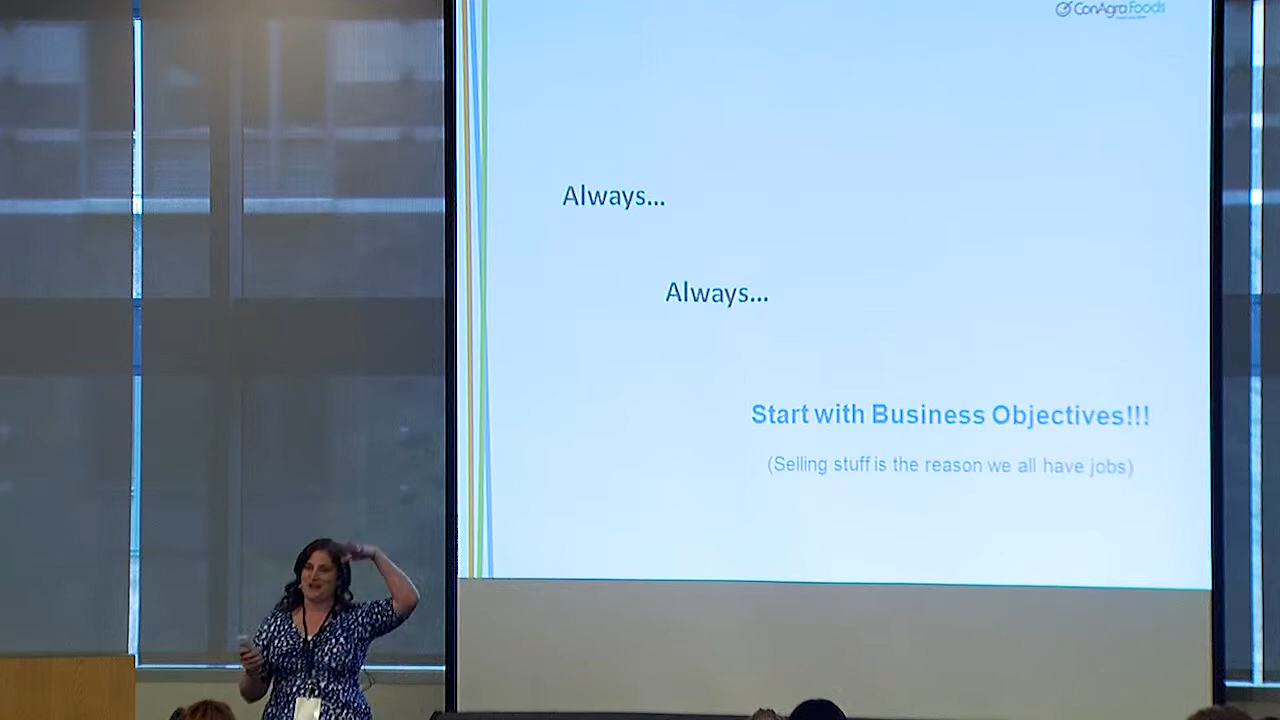 ConAgra Foods
Always...
Always...
Start with Business Objectives!!!
(Selling stuff is the reason we all have jobs)